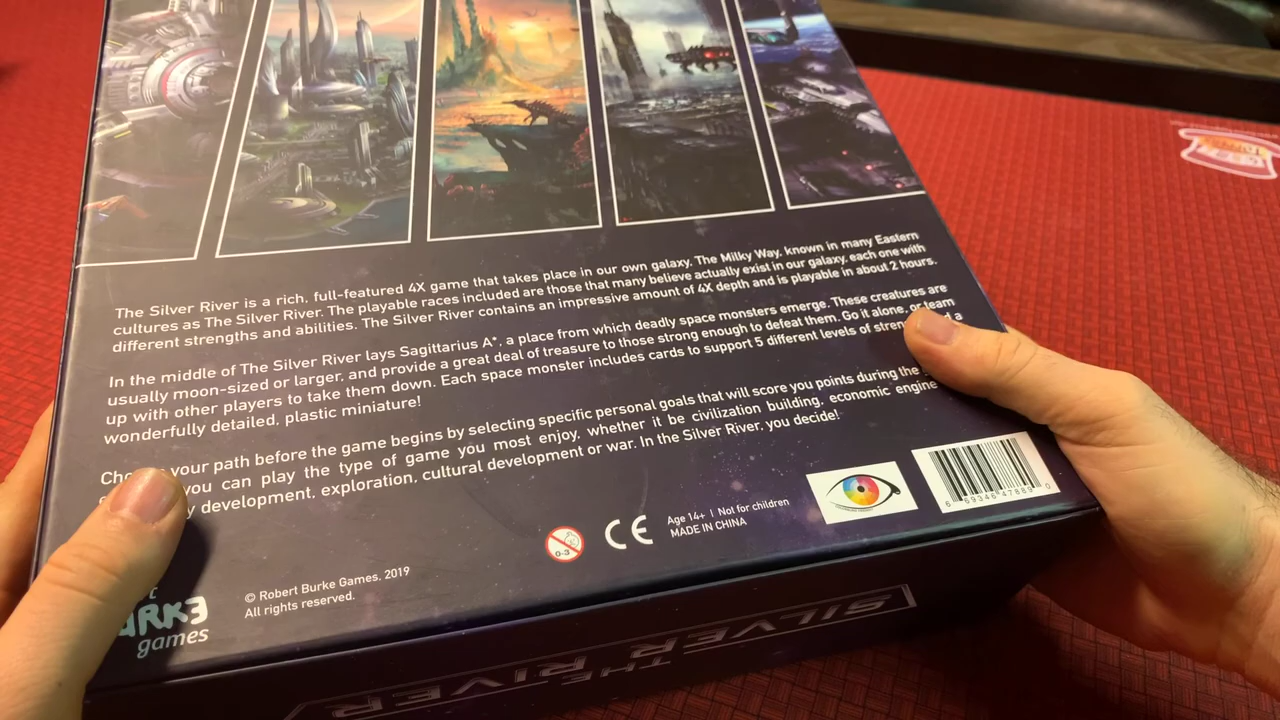 The Silver River is a rich, full-featured 4X game that takes place in our own galaxy. The Milky Way, known in many Eastern
cultures as The Silver River. The playable races included are those that many believe actually exist in our galaxy, each one with
different strengths and abilities. The Silver River contains an impressive amount of 4X depth and is playable in about 2 hours.
In the middle of The Silver River lays Sagittarius A*, a place from which deadly space monsters emerge. These creatures are
usually moon-sized or larger, and provide a great deal of treasure to those strong enough to defeat them. Go it alone, or team
up with other players to take them down. Each space monster includes cards to support 5 different levels of a
wonderfully detailed, plastic miniature!
your path before the game begins by selecting specific personal goals that will score you points during the
you can play the type of game you most enjoy, whether it be civilization building, economic engine
development, exploration, cultural development or war. In the Silver River, you decide!
0-3
CE
Age 14+ | Not for children
MADE IN CHINA
6 59346 47889 0
© Robert Burke Games, 2019
All rights reserved.
games
THE
SILVER RIVER